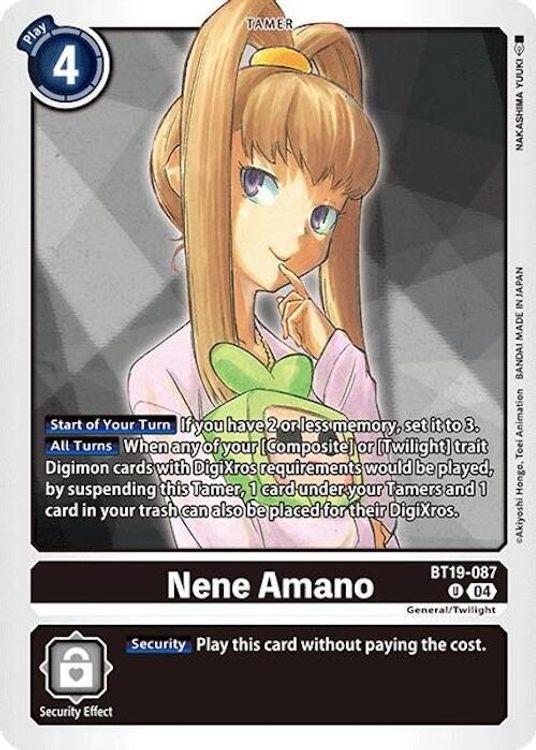 TAMER
Play
4
NAKASHIMA YUUKI
©Akiyoshi Hongo, Toei Animation BANDAI MADE IN JAPAN
Start of Your Turn If you have 2 or less memory, set it to 3.
All Turns When any of your [Composite] or [Twilight] trait
Digimon cards with DigiXros requirements would be played,
by suspending this Tamer, 1 card under your Tamers and 1
card in your trash can also be placed for their DigiXros.
BT19-087
Nene Amano
U 04
General/Twilight
Security Play this card without paying the cost.
Security Effect